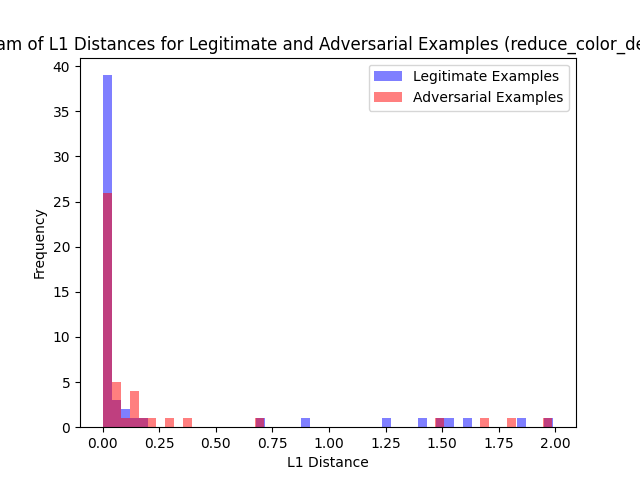 am of L1 Distances for Legitimate and Adversarial Examples (reduce_color_de
Legitimate Examples
Adversarial Examples
Frequency
40
35
30
25
20
15
10
5
0
0.00 0.25 0.50 0.75 1.00 1.25 1.50 1.75 2.00
L1 Distance